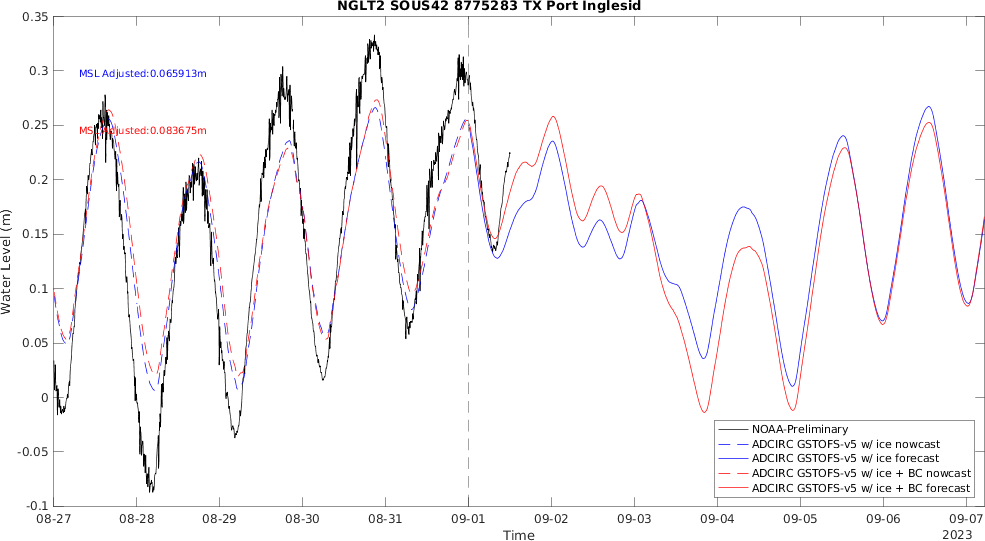 NGLT2 SOUS42 8775283 TX Port Inglesid
0.35
0.3
0.25
0.2
0.15
0.1
0.05
0
-0.05
-0.1
Water Level (m)
MSL Adjusted:0.065913m
MSL Adjusted:0.083675m
NOAA-Preliminary
ADCIRC GSTOFS-v5 w/ ice nowcast
ADCIRC GSTOFS-v5 w/ ice forecast
ADCIRC GSTOFS-v5 w/ ice + BC nowcast
ADCIRC GSTOFS-v5 w/ ice + BC forecast
08-27 08-28 08-29 08-30 08-31 09-01 09-02 09-03 09-04 09-05 09-06 09-07
Time
2023